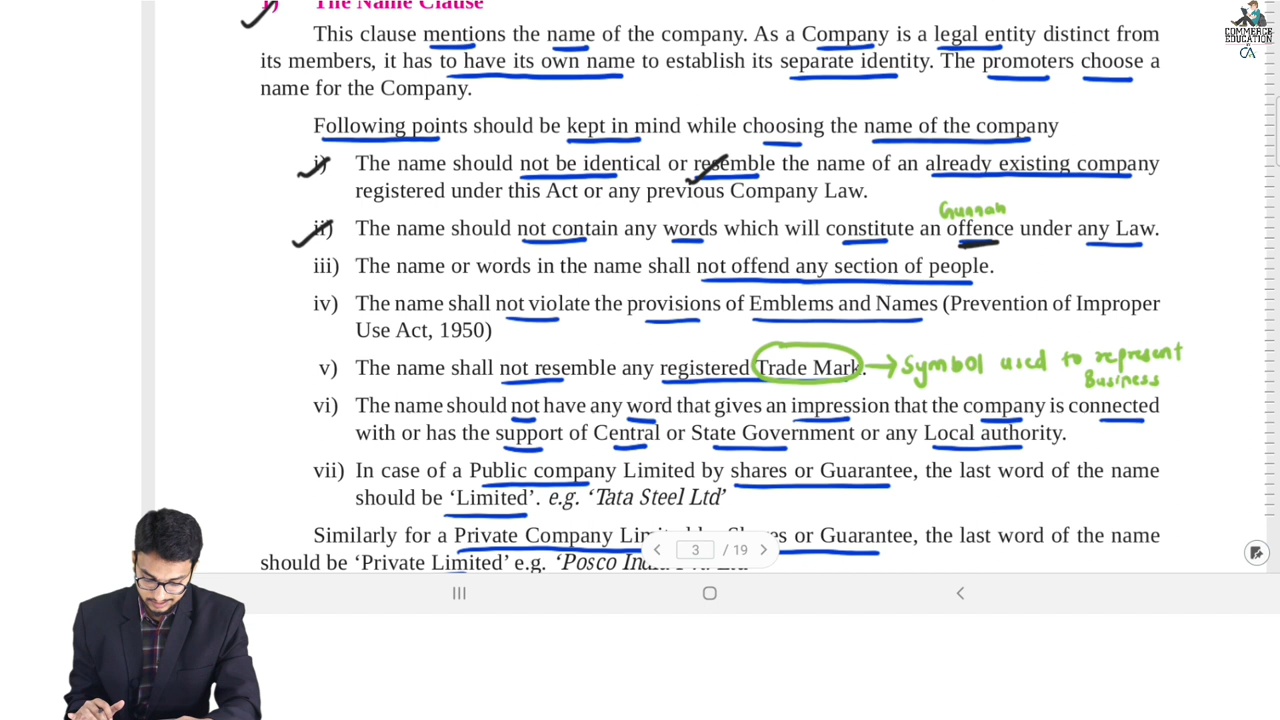 1) The Name Clause
COMMERCE
EDUCATION
BY
CA
This clause mentions the name of the company. As a Company is a legal entity distinct from
its members, it has to have its own name to establish its separate identity. The promoters choose a
name for the Company.
Following points should be kept in mind while choosing the name of the company
i) The name should not be identical or resemble the name of an already existing company
registered under this Act or any previous Company Law.
Gunnah
ii) The name should not contain any words which will constitute an offence under any Law.
iii) The name or words in the name shall not offend any section of people.
iv) The name shall not violate the provisions of Emblems and Names (Prevention of Improper
Use Act, 1950)
v) The name shall not resemble any registered Trade Mark. → Symbol used to represent
Business
vi) The name should not have any word that gives an impression that the company is connected
with or has the support of Central or State Government or any Local authority.
vii) In case of a Public company Limited by shares or Guarantee, the last word of the name
should be ‘Limited’. e.g. ‘Tata Steel Ltd’
Similarly for a Private Company Limited by Shares or Guarantee, the last word of the name
should be ‘Private Limited’ e.g. ‘Posco
3 / 19